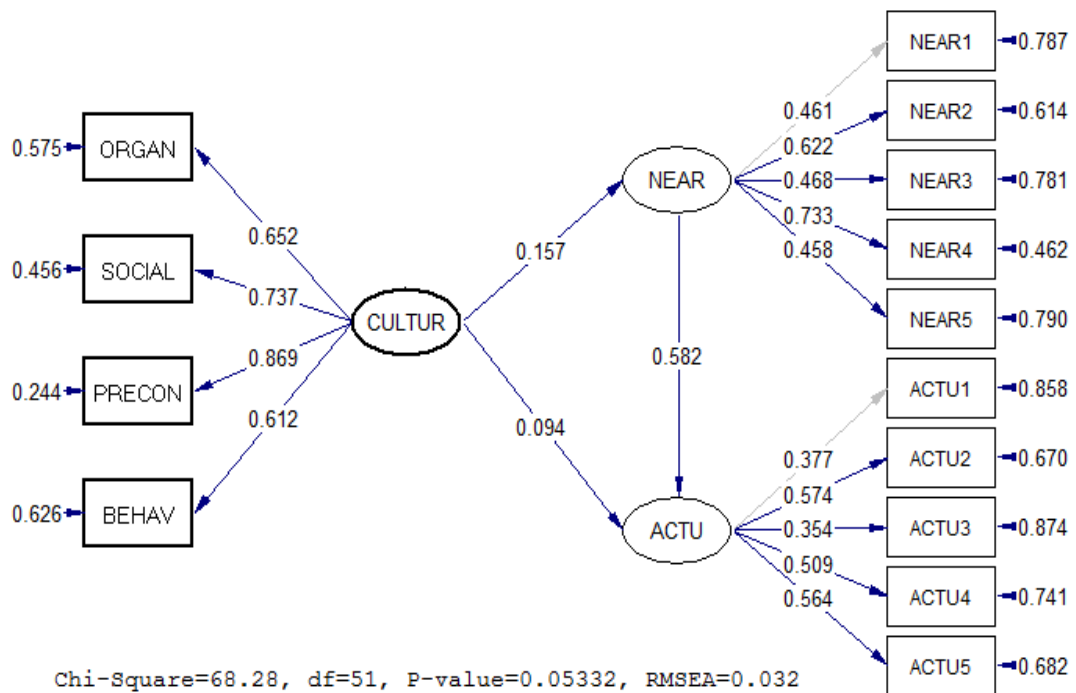 0.575
ORGAN
0.652
0.456
SOCIAL
0.737
0.244
PRECON
0.869
0.626
BEHAV
0.612
CULTUR
0.157
0.094
NEAR
0.582
ACTU
0.461
NEAR1
0.787
0.622
NEAR2
0.614
0.468
NEAR3
0.781
0.733
NEAR4
0.462
0.458
NEAR5
0.790
0.377
ACTU1
0.858
0.574
ACTU2
0.670
0.354
ACTU3
0.874
0.509
ACTU4
0.741
0.564
ACTU5
0.682
Chi-Square=68.28, df=51, P-value=0.05332, RMSEA=0.032